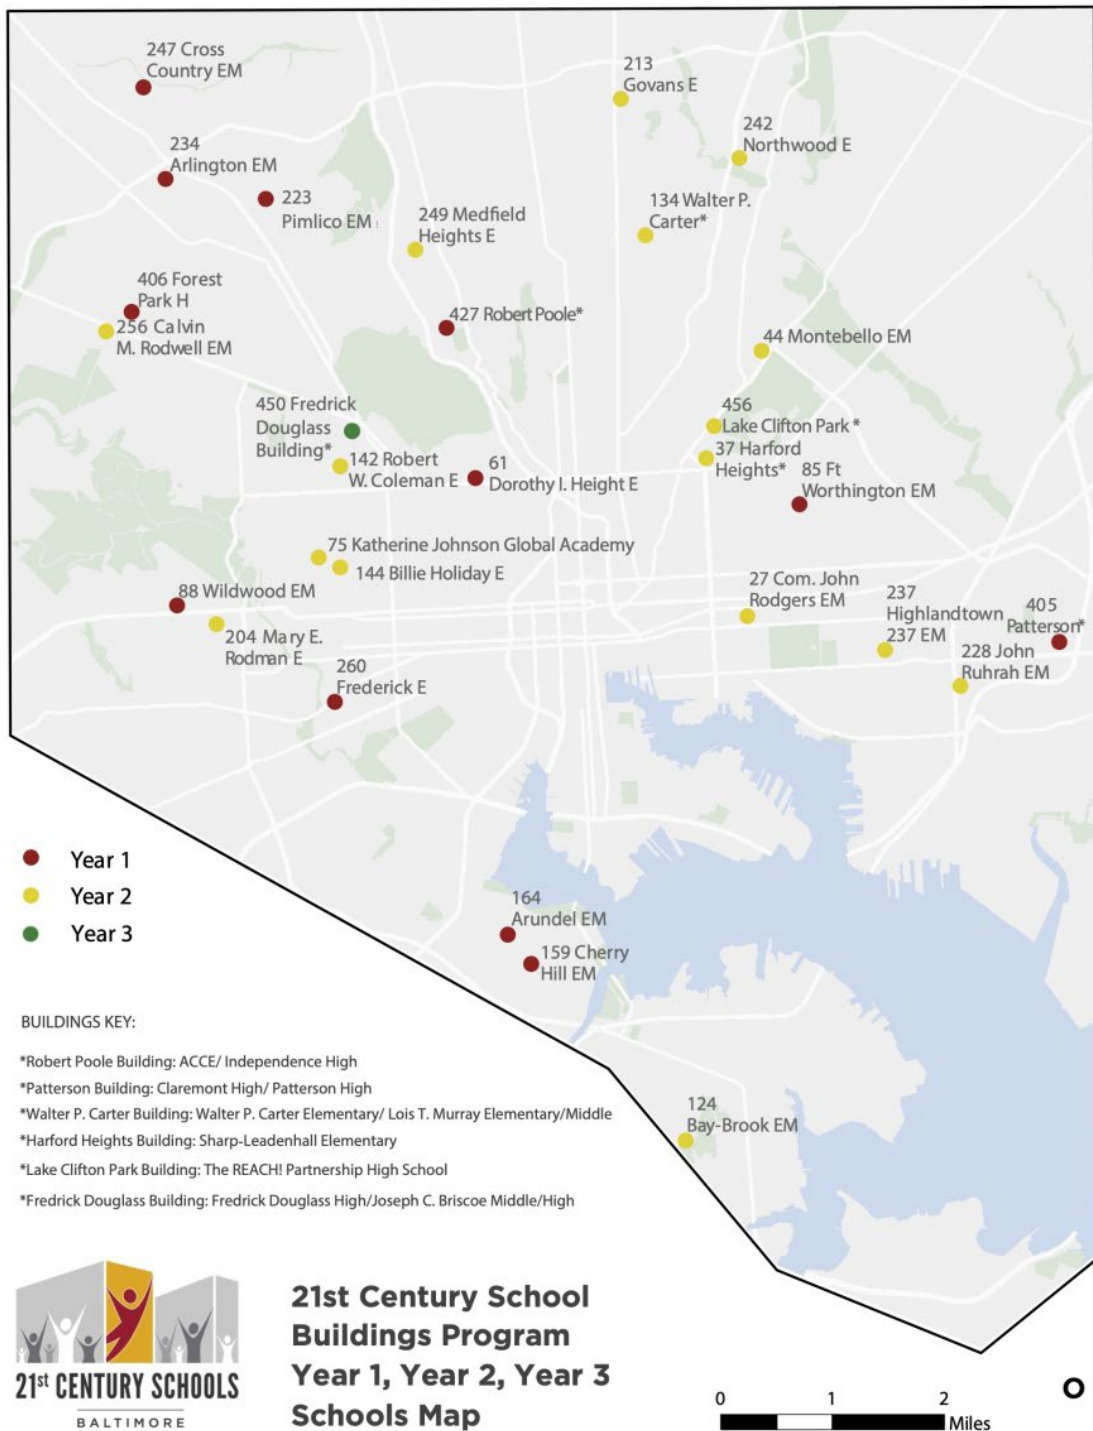 247 Cross
Country EM
213
Govans E
234
Arlington EM
242
Northwood E
223
Pimlico EM
249 Medfield
Heights E
134 Walter P.
Carter*
406 Forest
Park H
256 Calvin
M. Rodwell EM
427 Robert Poole*
44 Montebello EM
450 Fredrick
Douglass
Building*
456
Lake Clifton Park *
37 Harford
Heights*
142 Robert
W. Coleman E
61
Dorothy I. Height E
85 Ft
Worthington EM
75 Katherine Johnson Global Academy
144 Billie Holiday E
88 Wildwood EM
27 Com. John
Rodgers EM
237
Highlandtown
237 EM
405
Patterson*
204 Mary E.
Rodman E
228 John
Ruhrah EM
260
Frederick E
Year 1
Year 2
Year 3
164
Arundel EM
159 Cherry
Hill EM
BUILDINGS KEY:
*Robert Poole Building: ACCE/ Independence High
*Patterson Building: Claremont High/ Patterson High
*Walter P. Carter Building: Walter P. Carter Elementary/ Lois T. Murray Elementary/Middle
*Harford Heights Building: Sharp-Leadenhall Elementary
*Lake Clifton Park Building: The REACH! Partnership High School
*Fredrick Douglass Building: Fredrick Douglass High/Joseph C. Briscoe Middle/High
124
Bay-Brook EM
21st CENTURY SCHOOLS
BALTIMORE
21st Century School
Buildings Program
Year 1, Year 2, Year 3
Schools Map
0 1 2
Miles